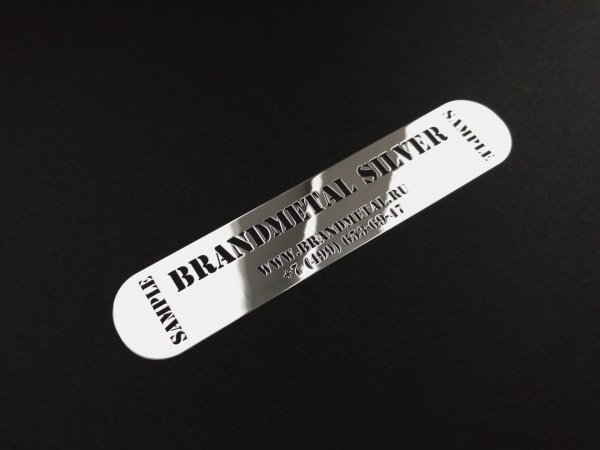 SAMPLE
BRANDMETAL SILVER
WWW.BRANDMETAL.RU
+7 (499) 653-69-47
SAMPLE